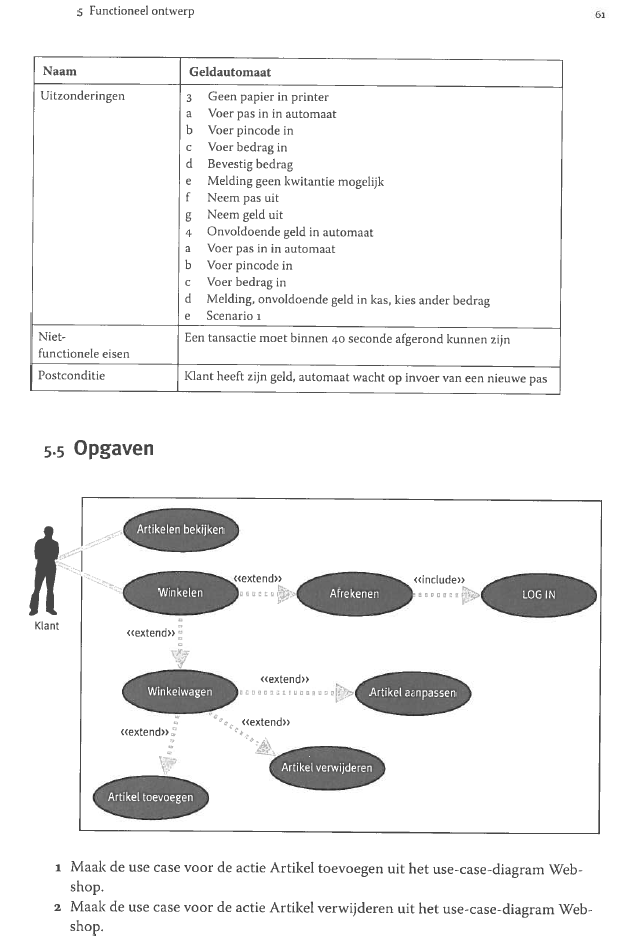 5 Functioneel ontwerp
61
Naam Geldautomaat
Uitzonderingen 3 Geen papier in printer
a Voer pas in in automaat
b Voer pincode in
c Voer bedrag in
d Bevestig bedrag
e Melding geen kwitantie mogelijk
f Neem pas uit
g Neem geld uit
4 Onvoldoende geld in automaat
a Voer pas in in automaat
b Voer pincode in
c Voer bedrag in
d Melding, onvoldoende geld in kas, kies ander bedrag
e Scenario 1
Niet-
functionele eisen
Een tansactie moet binnen 40 seconde afgerond kunnen zijn
Postconditie Klant heeft zijn geld, automaat wacht op invoer van een nieuwe pas
5.5 Opgaven
Artikelen bekijken
Klant
Winkelen
«extend»
Afrekenen
«include»
LOG IN
«extend»
Winkelwagen
«extend»
Artikel aanpassen
«extend»
«extend»
Artikel verwijderen
Artikel toevoegen
1 Maak de use case voor de actie Artikel toevoegen uit het use-case-diagram Web-
shop.
2 Maak de use case voor de actie Artikel verwijderen uit het use-case-diagram Web-
shop.